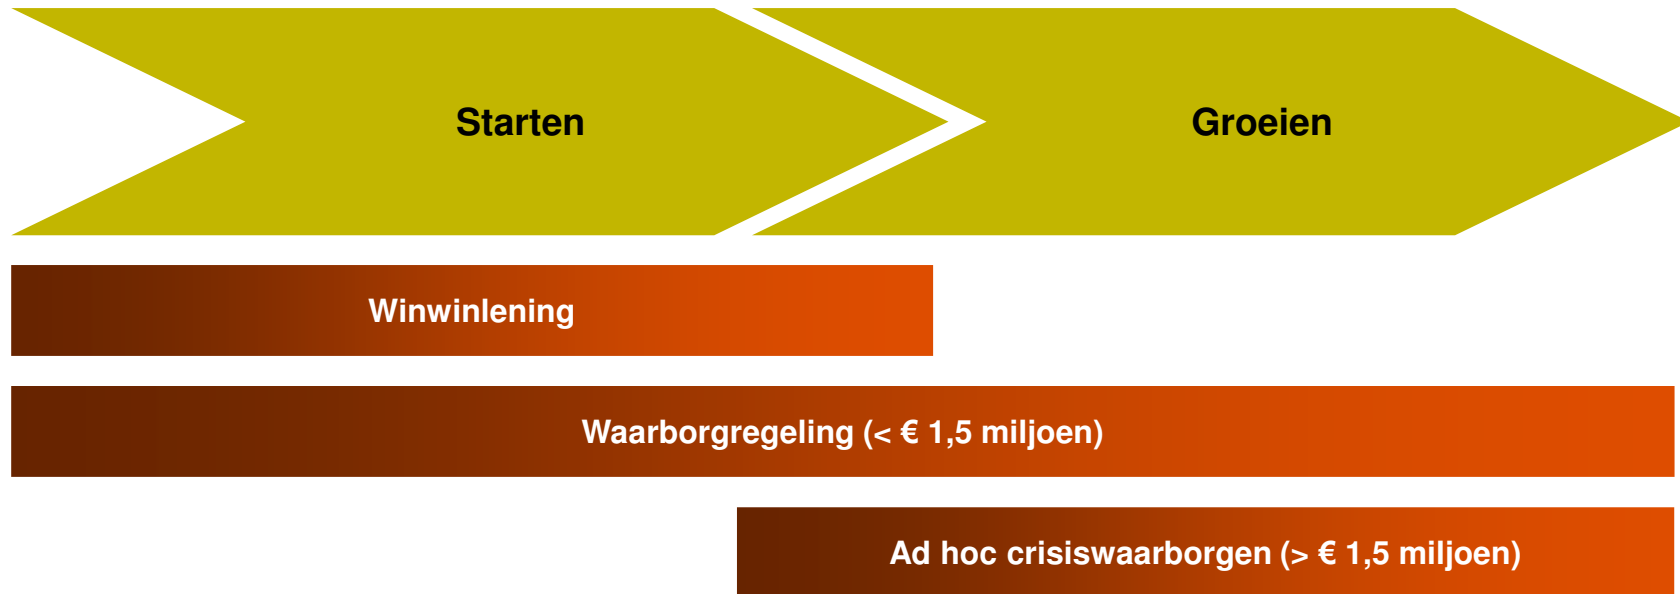 Starten
Groeien
Winwinlening
Waarborgregeling (< € 1,5 miljoen)
Ad hoc crisiswaarborgen (> € 1,5 miljoen)